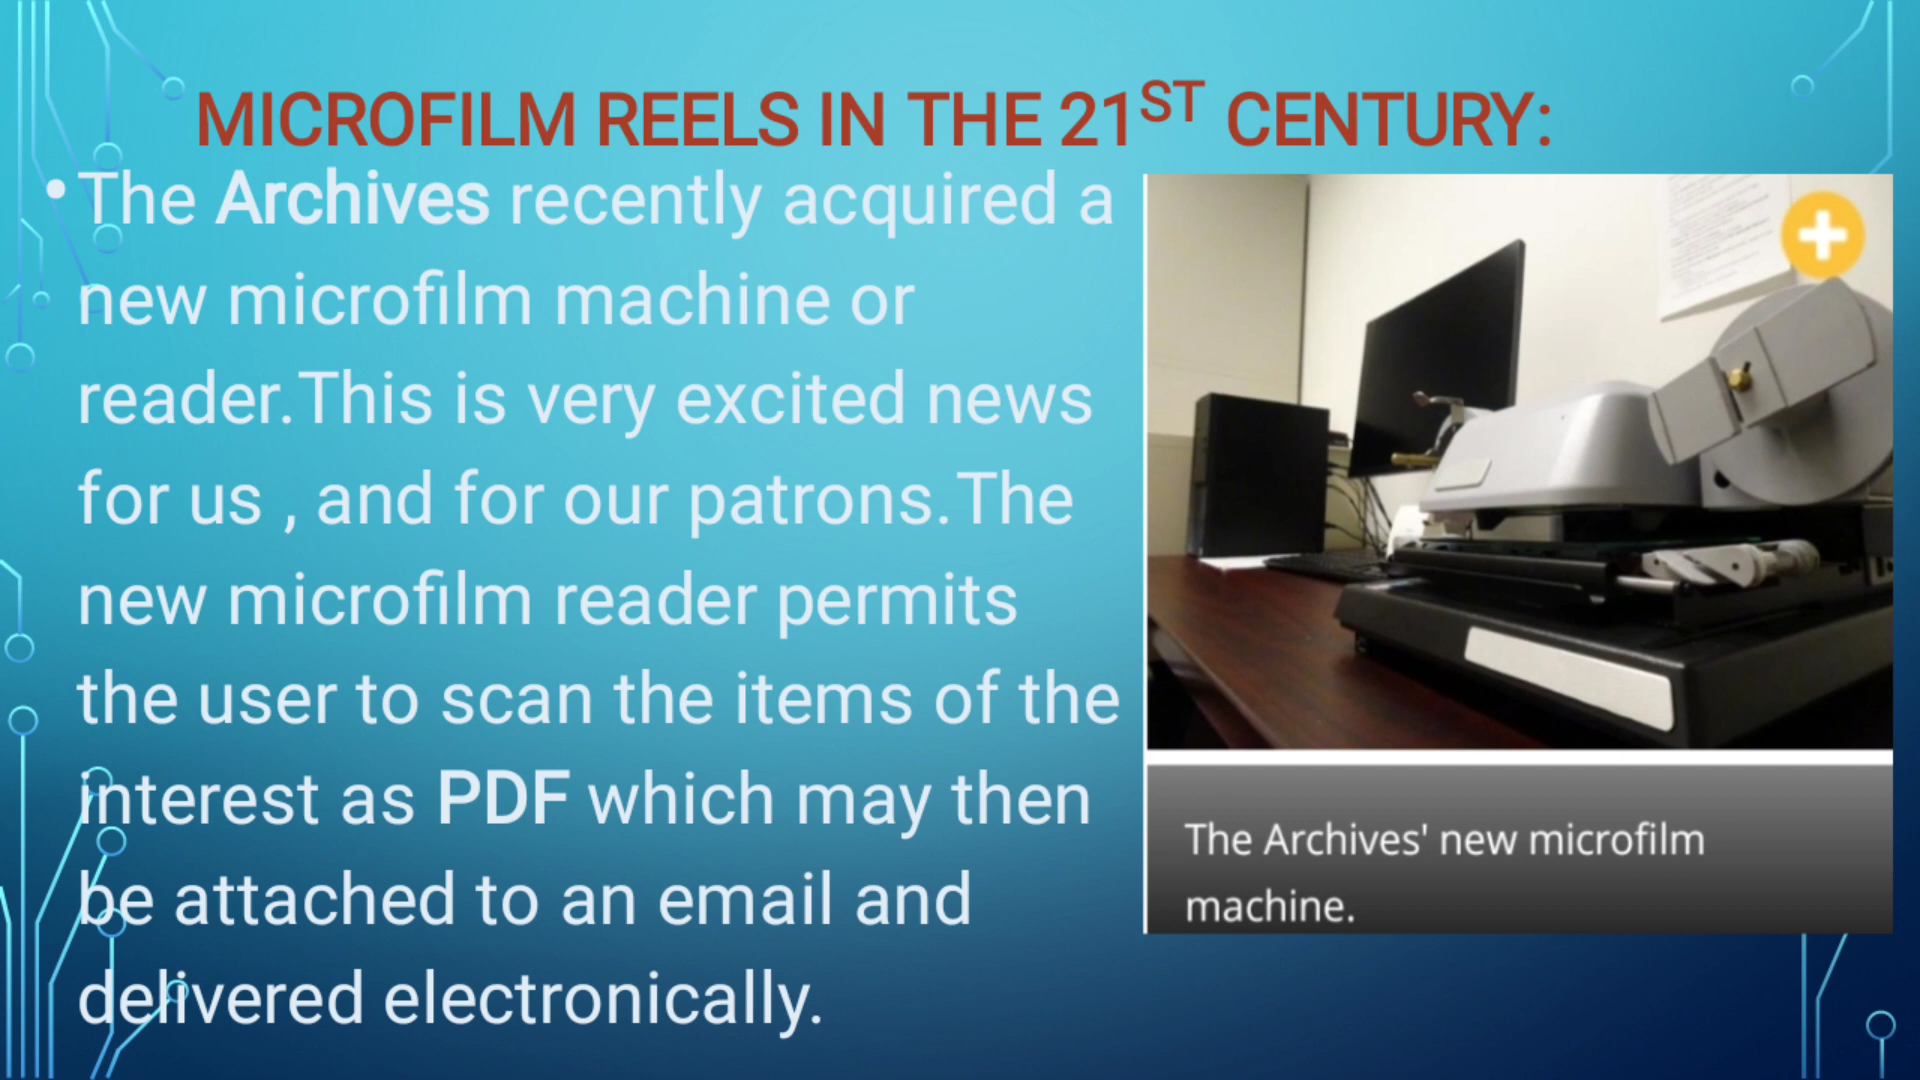 MICROFILM REELS IN THE 21ST CENTURY:
• The Archives recently acquired a
new microfilm machine or
reader.This is very excited news
for us , and for our patrons.The
new microfilm reader permits
the user to scan the items of the
interest as PDF which may then
be attached to an email and
delivered electronically.
The Archives' new microfilm
machine.